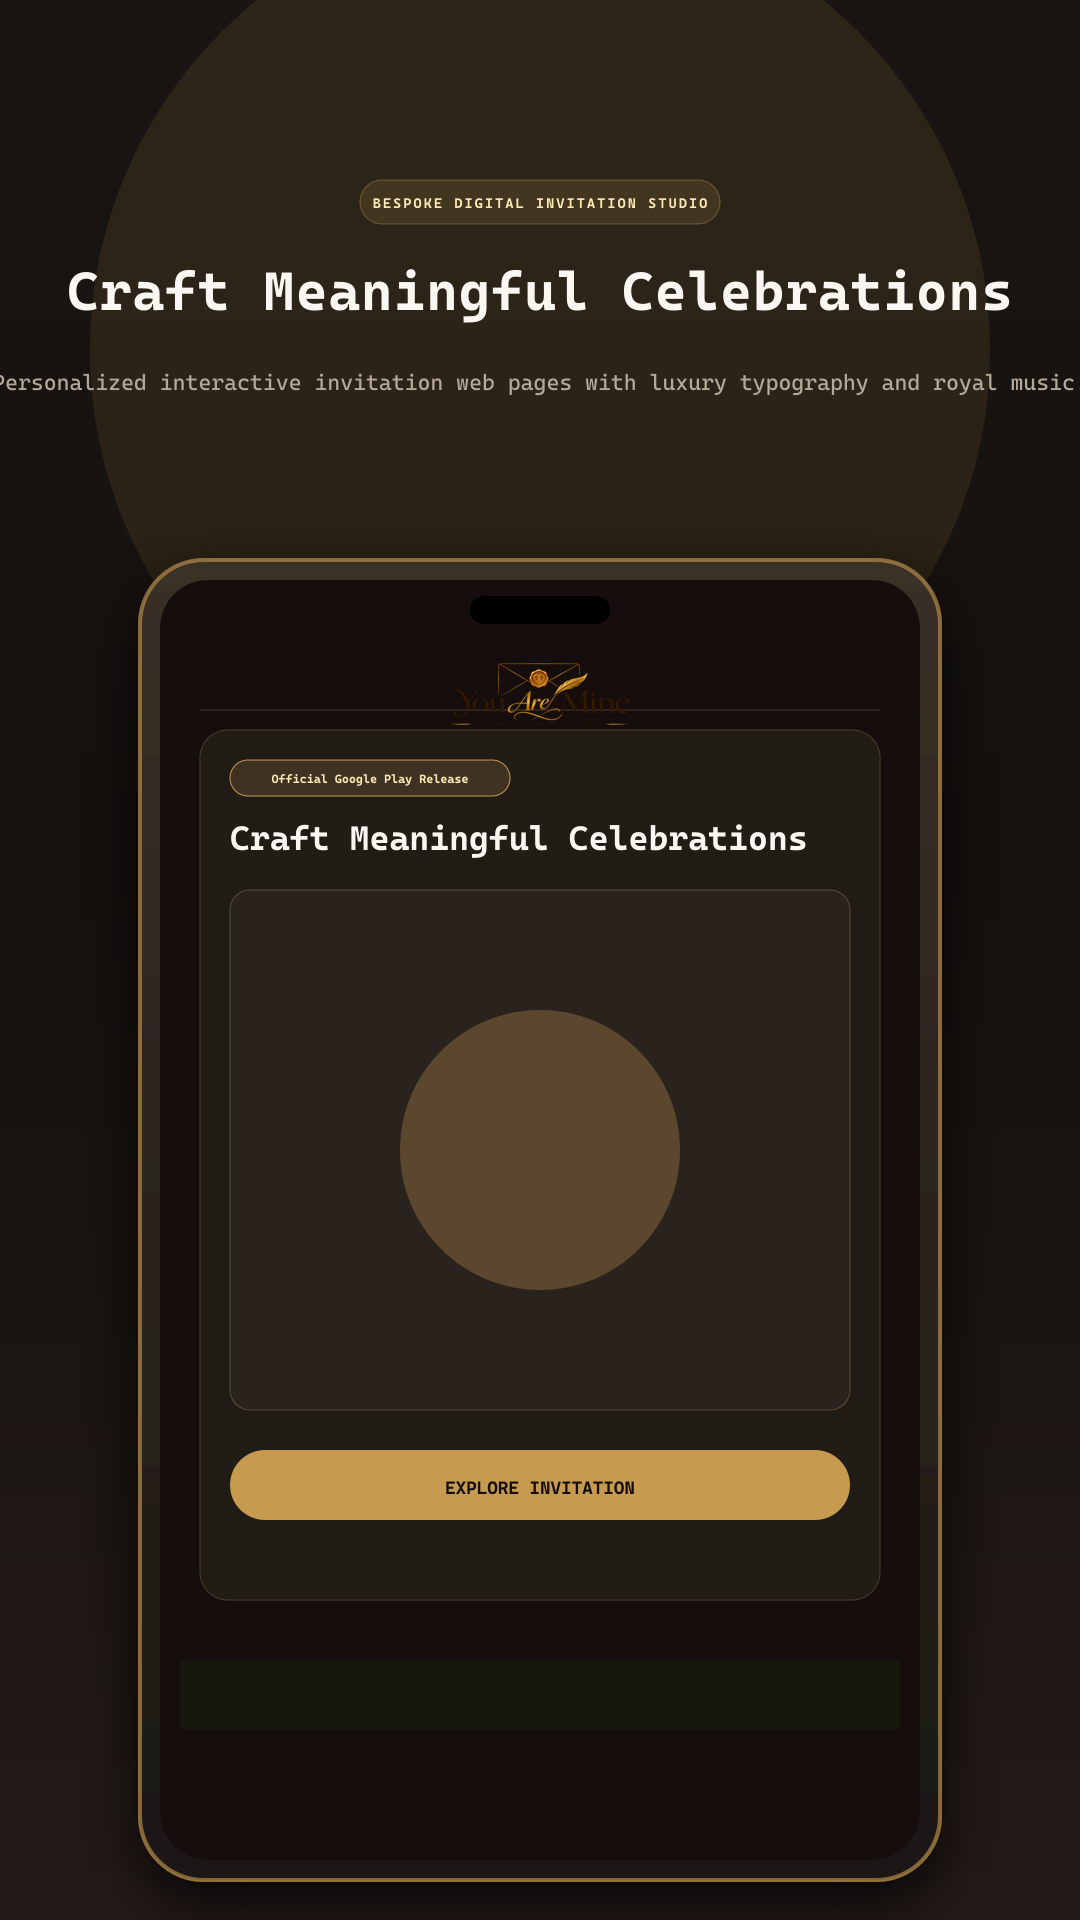 BESPOKE DIGITAL INVITATION STUDIO
Craft Meaningful Celebrations
Personalized interactive invitation web pages with luxury typography and royal music
You Are Mine
Official Google Play Release
Craft Meaningful Celebrations
EXPLORE INVITATION